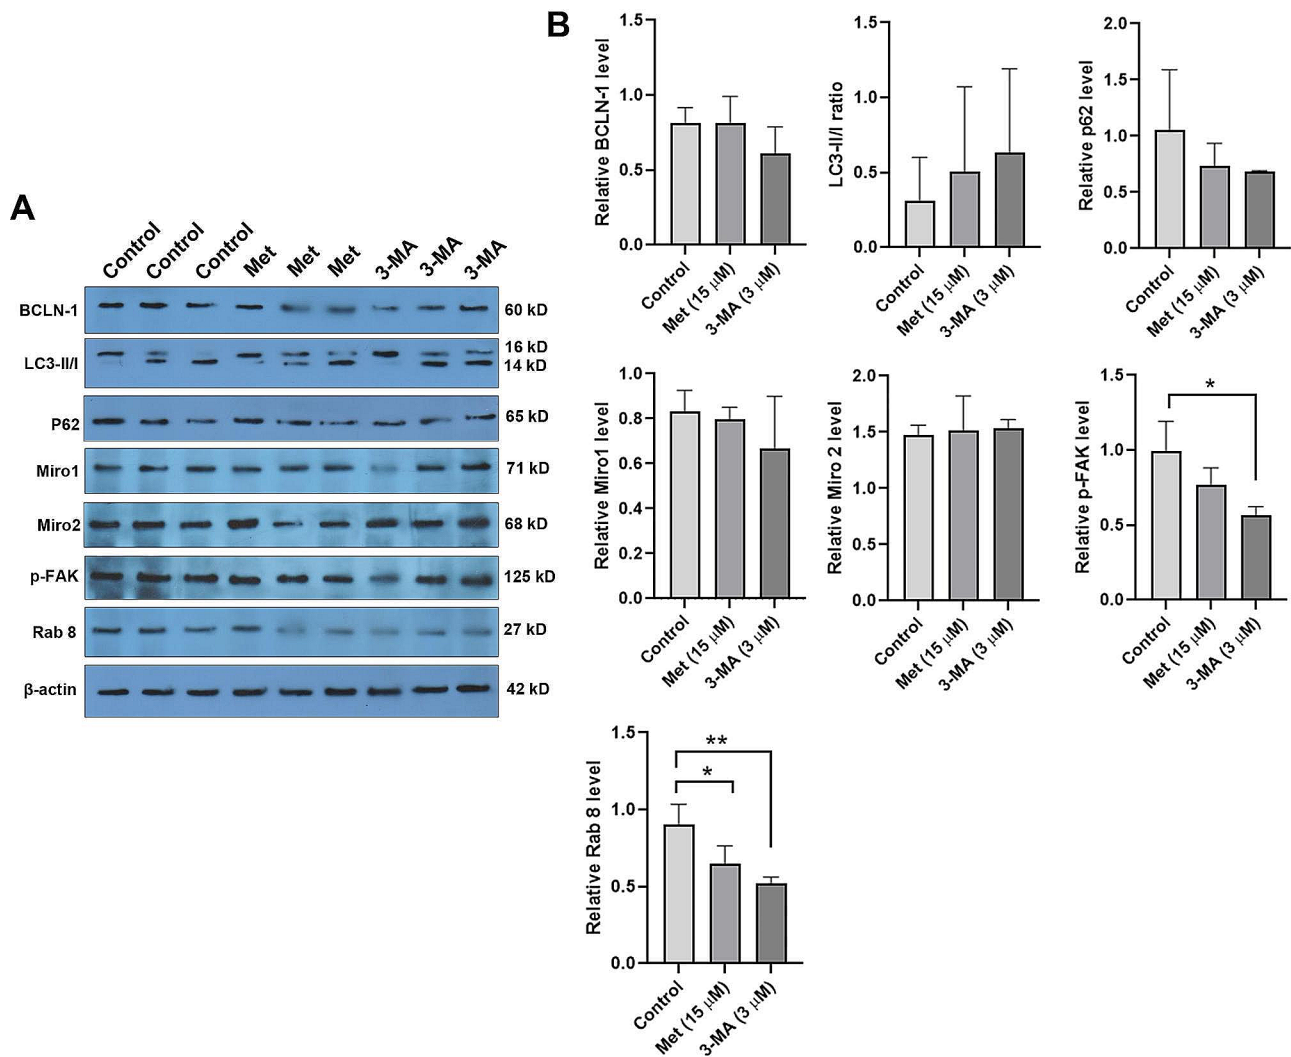 A
Control
Control
Control
Met
Met
Met
3-MA
3-MA
3-MA
BCLN-1
60 kD
LC3-II/I
16 kD
14 kD
P62
65 kD
Miro1
71 kD
Miro2
68 kD
p-FAK
125 kD
Rab 8
27 kD
β-actin
42 kD
B
Relative BCLN-1 level
1.5
1.0
0.5
0.0
Control
Met (15 μM)
3-MA (3 μM)
LC3-II/I ratio
1.5
1.0
0.5
0.0
Control
Met (15 μM)
3-MA (3 μM)
Relative p62 level
2.0
1.5
1.0
0.5
0.0
Control
Met (15 μM)
3-MA (3 μM)
Relative Miro1 level
1.0
0.8
0.6
0.4
0.2
0.0
Control
Met (15 μM)
3-MA (3 μM)
Relative Miro 2 level
2.0
1.5
1.0
0.5
0.0
Control
Met (15 μM)
3-MA (3 μM)
Relative p-FAK level
1.5
1.0
0.5
0.0
*
Control
Met (15 μM)
3-MA (3 μM)
Relative Rab 8 level
1.5
1.0
0.5
0.0
**
*
Control
Met (15 μM)
3-MA (3 μM)